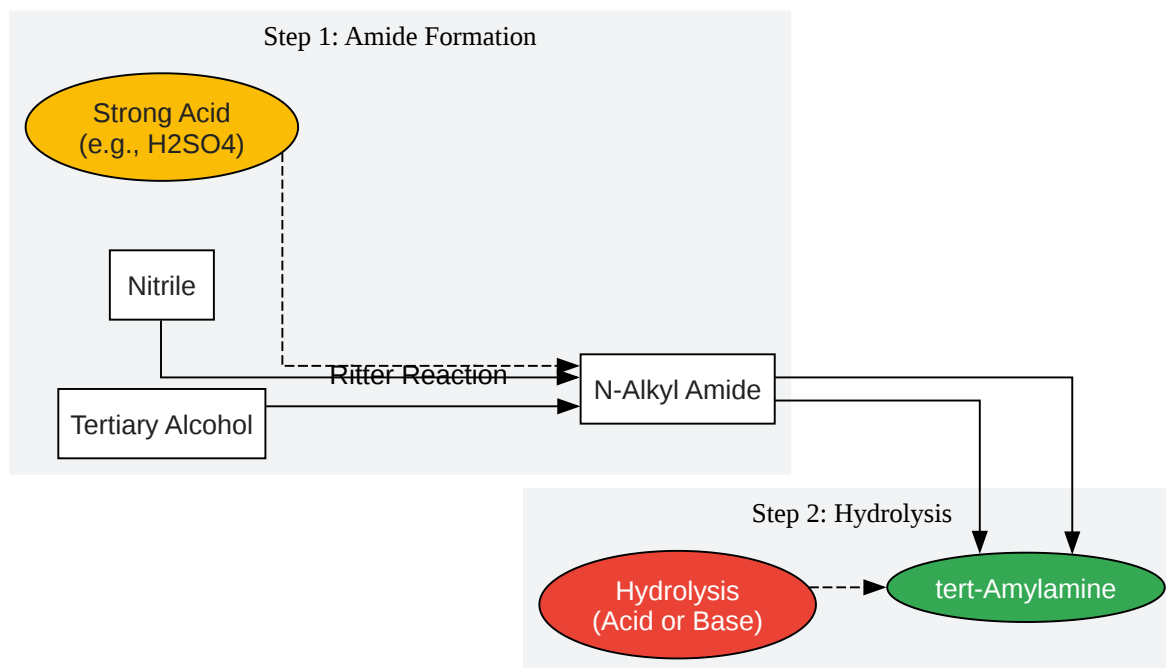 Step 1: Amide Formation
Strong Acid
(e.g., H2SO4)
Nitrile
Ritter Reaction
N-Alkyl Amide
Tertiary Alcohol
Step 2: Hydrolysis
Hydrolysis
(Acid or Base)
tert-Amylamine